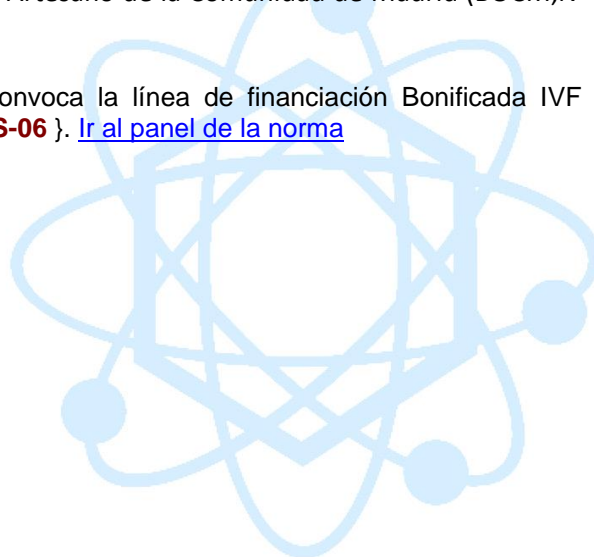 Artesano de la Comunidad de Madrid (BOCM).
onvoca la línea de financiación Bonificada IVF
S-06 }. Ir al panel de la norma